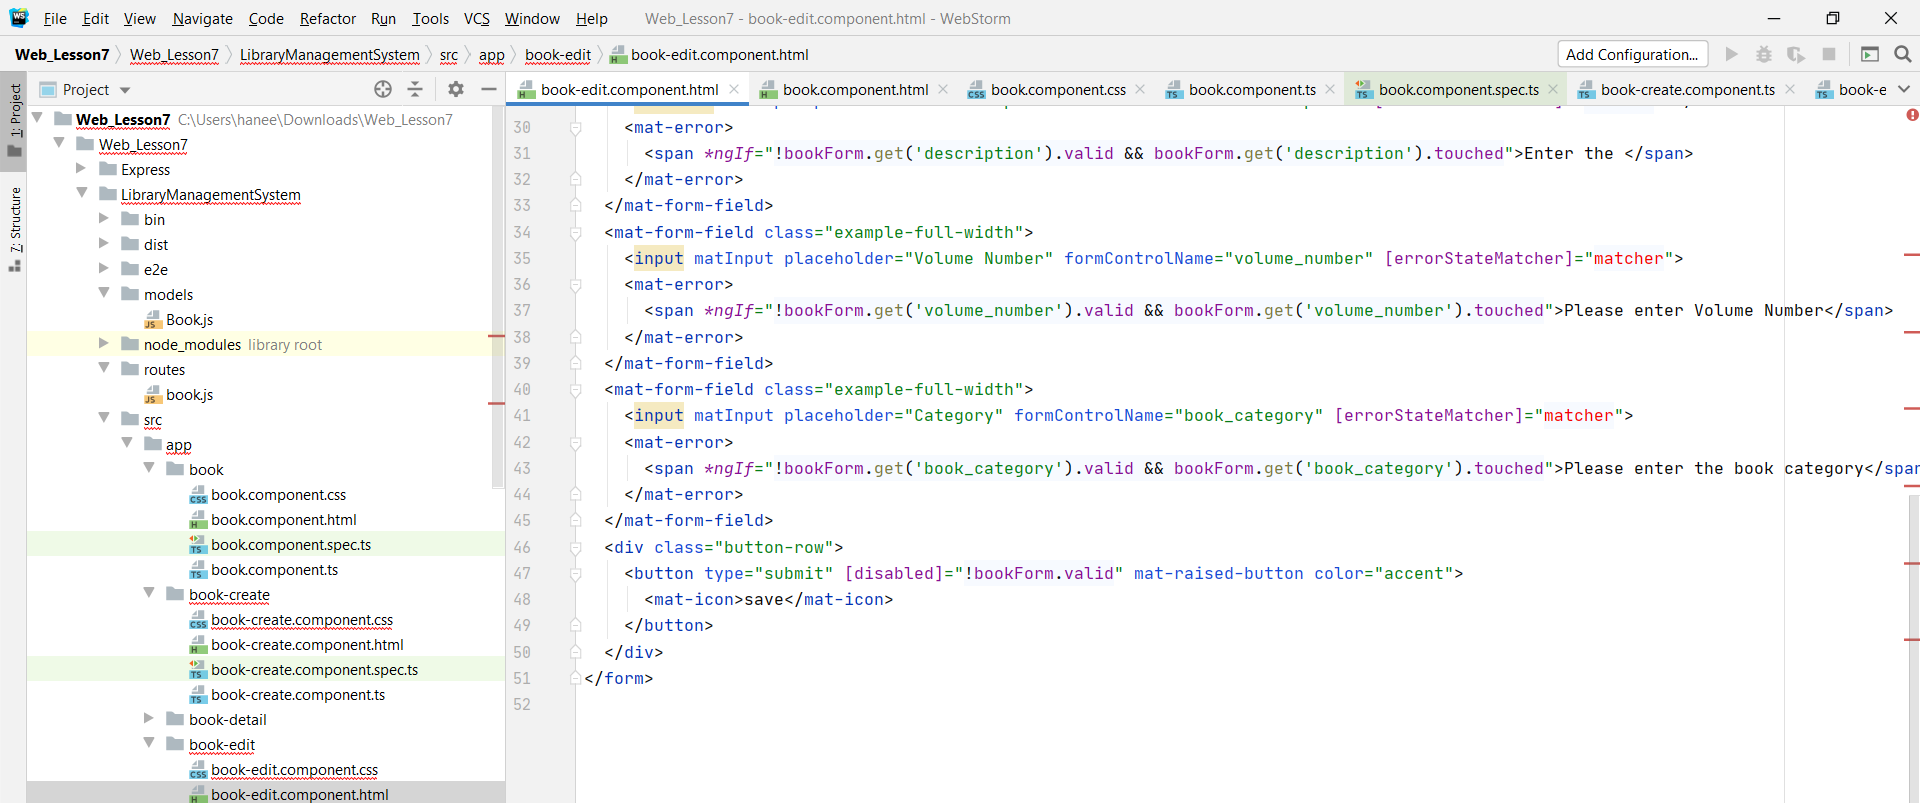 File Edit View Navigate Code Refactor Run Tools VCS Window Help Web_Lesson7 - book-edit.component.html - WebStorm
Web_Lesson7 Web_Lesson7 LibraryManagementSystem src app book-edit book-edit.component.html Add Configuration...
Project
book-edit.component.html book.component.html book.component.css book.component.ts book.component.spec.ts book-create.component.ts book-e
1: Project
7: Structure
Web_Lesson7 C:\Users\hanee\Downloads\Web_Lesson7
Web_Lesson7
Express
LibraryManagementSystem
bin
dist
e2e
models
Book.js
node_modules library root
routes
book.js
src
app
book
book.component.css
book.component.html
book.component.spec.ts
book.component.ts
book-create
book-create.component.css
book-create.component.html
book-create.component.spec.ts
book-create.component.ts
book-detail
book-edit
book-edit.component.css
book-edit.component.html
30 <mat-error>
31 <span *ngIf="!bookForm.get('description').valid && bookForm.get('description').touched">Enter the </span>
32 </mat-error>
33 </mat-form-field>
34 <mat-form-field class="example-full-width">
35 <input matInput placeholder="Volume Number" formControlName="volume_number" [errorStateMatcher]="matcher">
36 <mat-error>
37 <span *ngIf="!bookForm.get('volume_number').valid && bookForm.get('volume_number').touched">Please enter Volume Number</span>
38 </mat-error>
39 </mat-form-field>
40 <mat-form-field class="example-full-width">
41 <input matInput placeholder="Category" formControlName="book_category" [errorStateMatcher]="matcher">
42 <mat-error>
43 <span *ngIf="!bookForm.get('book_category').valid && bookForm.get('book_category').touched">Please enter the book category</span
44 </mat-error>
45 </mat-form-field>
46 <div class="button-row">
47 <button type="submit" [disabled]="!bookForm.valid" mat-raised-button color="accent">
48 <mat-icon>save</mat-icon>
49 </button>
50 </div>
51 </form>
52